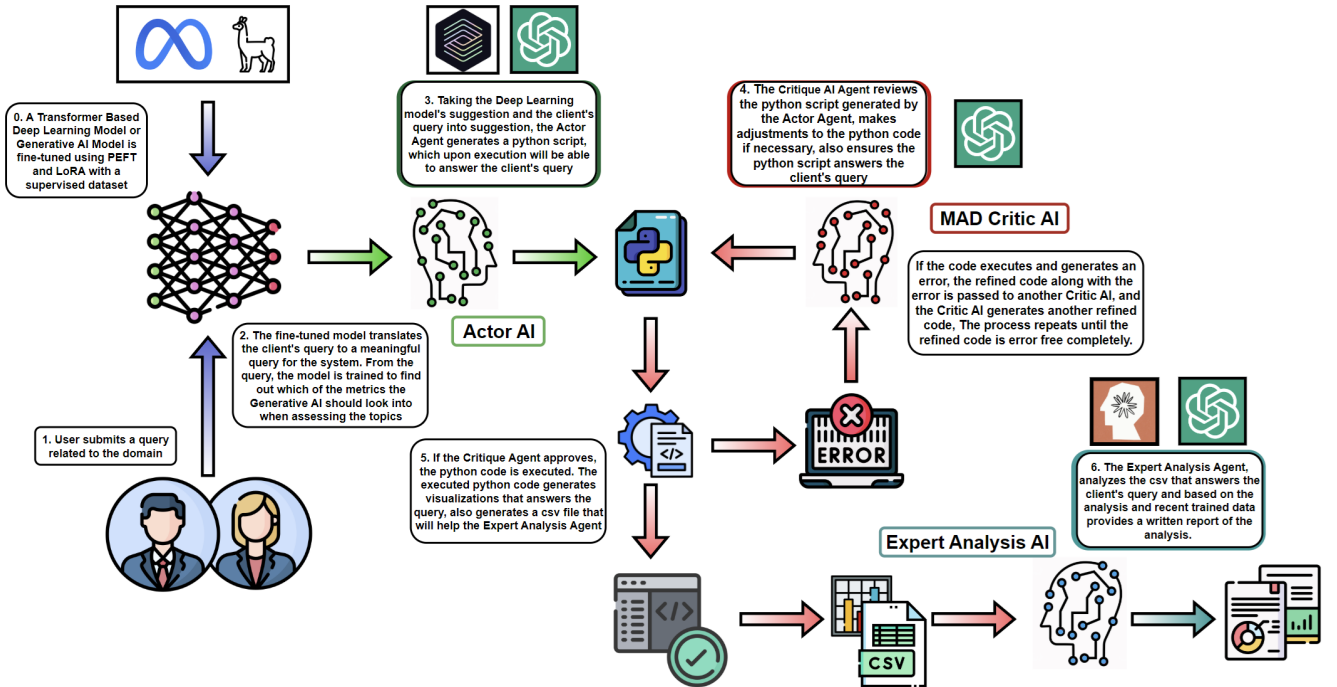 0. A Transformer Based
Deep Learning Model or
Generative AI Model is
fine-tuned using PEFT
and LoRA with a
supervised dataset
3. Taking the Deep Learning
model's suggestion and the client's
query into suggestion, the Actor
Agent generates a python script,
which upon execution will be able
to answer the client's query
4. The Critique AI Agent reviews
the python script generated by
the Actor Agent, makes
adjustments to the python code
if necessary, also ensures the
python script answers the
client's query
MAD Critic AI
If the code executes and generates an
error, the refined code along with the
error is passed to another Critic AI, and
the Critic AI generates another refined
code, The process repeats until the
refined code is error free completely.
Actor AI
2. The fine-tuned model translates
the client's query to a meaningful
query for the system. From the
query, the model is trained to find
out which of the metrics the
Generative AI should look into
when assessing the topics
1. User submits a query
related to the domain
5. If the Critique Agent approves,
the python code is executed. The
executed python code generates
visualizations that answers the
query, also generates a csv file that
will help the Expert Analysis Agent
</>
ERROR
6. The Expert Analysis Agent,
analyzes the csv that answers the
client's query and based on the
analysis and recent trained data
provides a written report of the
analysis.
Expert Analysis AI
</>
CSV